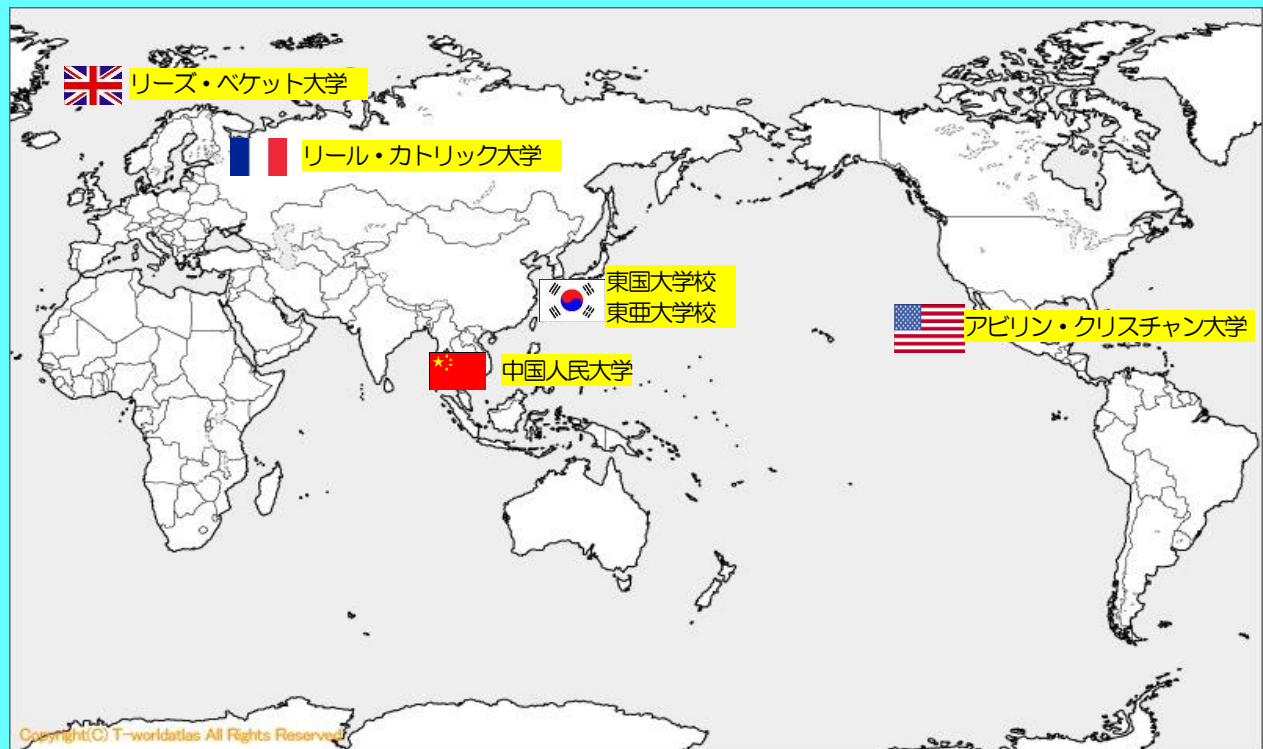 リーズ・ベケット大学
リール・カトリック大学
東国大学校
東亜大学校
アビリン・クリスチャン大学
中国人民大学
Copyright(C) T-worldatlas All Rights Reserved